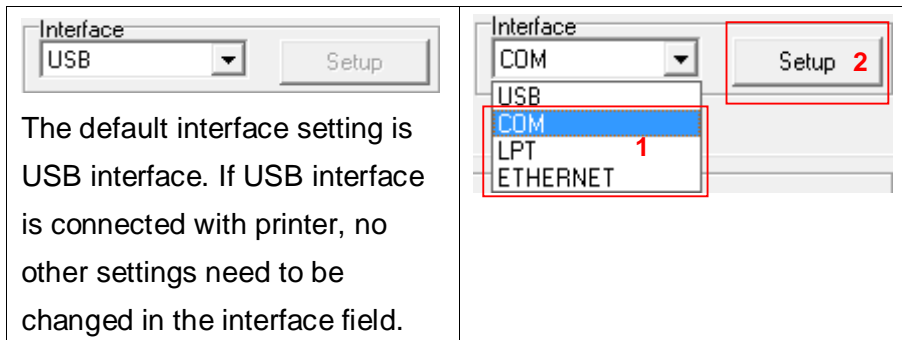 Interface
USB
Setup
The default interface setting is
USB interface. If USB interface
is connected with printer, no
other settings need to be
changed in the interface field.
Interface
COM
Setup 2
USB
COM
LPT 1
ETHERNET